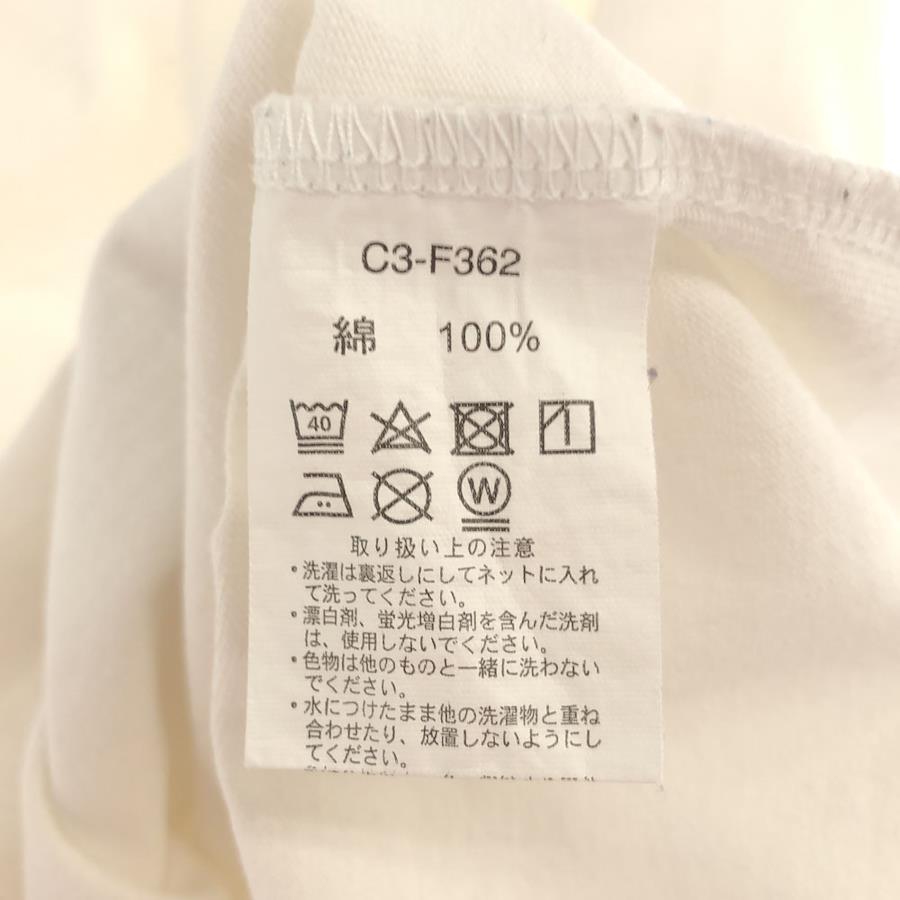 C3-F362
綿 100%
40
W
取り扱い上の注意
・洗濯は裏返しにしてネットに入れ
て洗ってください。
・漂白剤、蛍光増白剤を含んだ洗剤
は、使用しないでください。
・色物は他のものと一緒に洗わない
でください。
・水につけたまま他の洗濯物と重ね
合わせたり、放置しないようにし
てください。